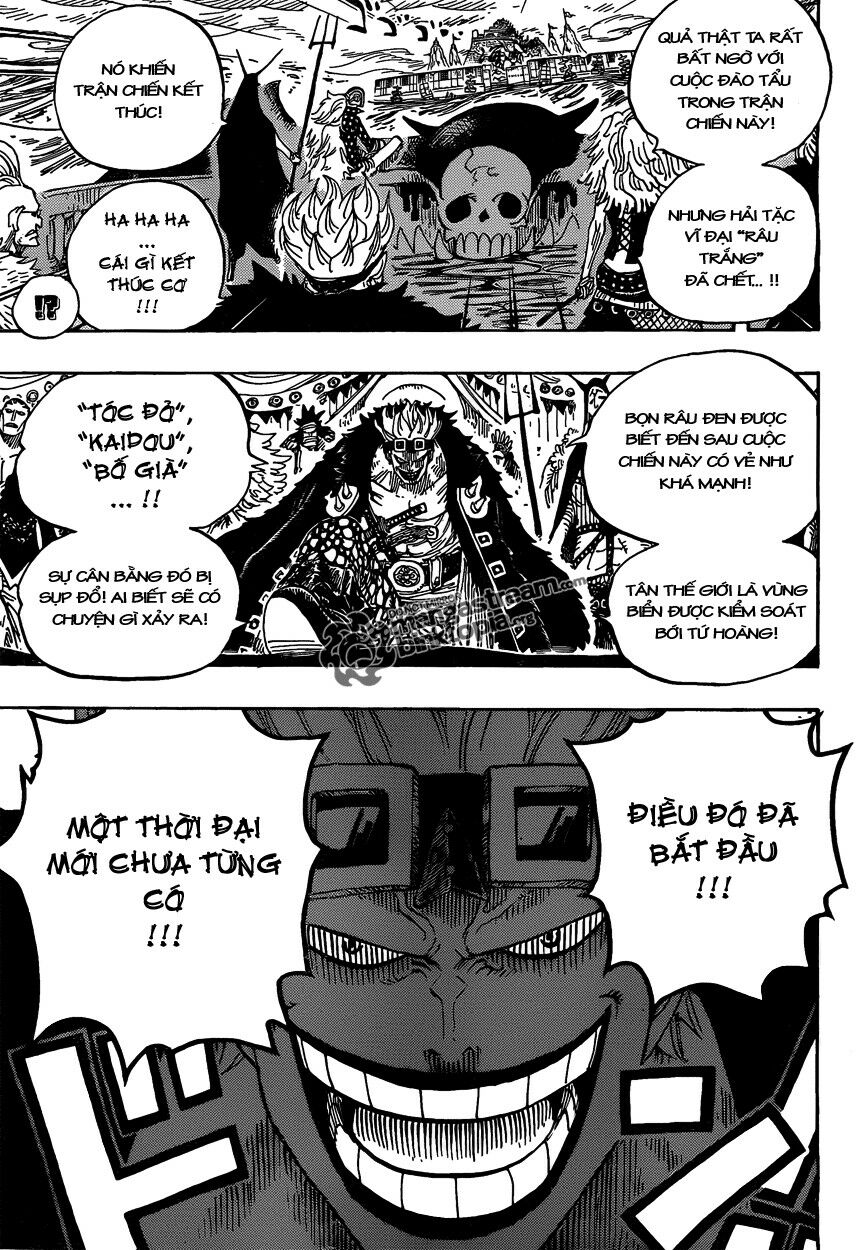 QUẢ THẬT TA RẤT
BẤT NGỜ VỚI
CUỘC ĐÀO TẨU
TRONG TRẬN
CHIẾN NÀY!
NHƯNG HẢI TẶC
VĨ ĐẠI "RÂU
TRẮNG"
ĐÃ CHẾT... !!
NÓ KHIẾN
TRẬN CHIẾN KẾT
THÚC!
HA HA HA
...
CÁI GÌ KẾT
THÚC CƠ
!!!
!?
BỌN RÂU ĐEN ĐƯỢC
BIẾT ĐẾN SAU CUỘC
CHIẾN NÀY CÓ VẺ NHƯ
KHÁ MẠNH!
TÂN THẾ GIỚI LÀ VÙNG
BIỂN ĐƯỢC KIỂM SOÁT
BỞI TỨ HOÀNG!
"TÓC ĐỎ",
"KAIDOU",
"BỐ GIÀ"
... !!
SỰ CÂN BẰNG ĐÓ BỊ
SỤP ĐỔ! AI BIẾT SẼ CÓ
CHUYỆN GÌ XẢY RA!
mangastream.com
ĐIỀU ĐÓ ĐÃ
BẮT ĐẦU
!!!
MỘT THỜI ĐẠI
MỚI CHƯA TỪNG
CÓ
!!!
ドン